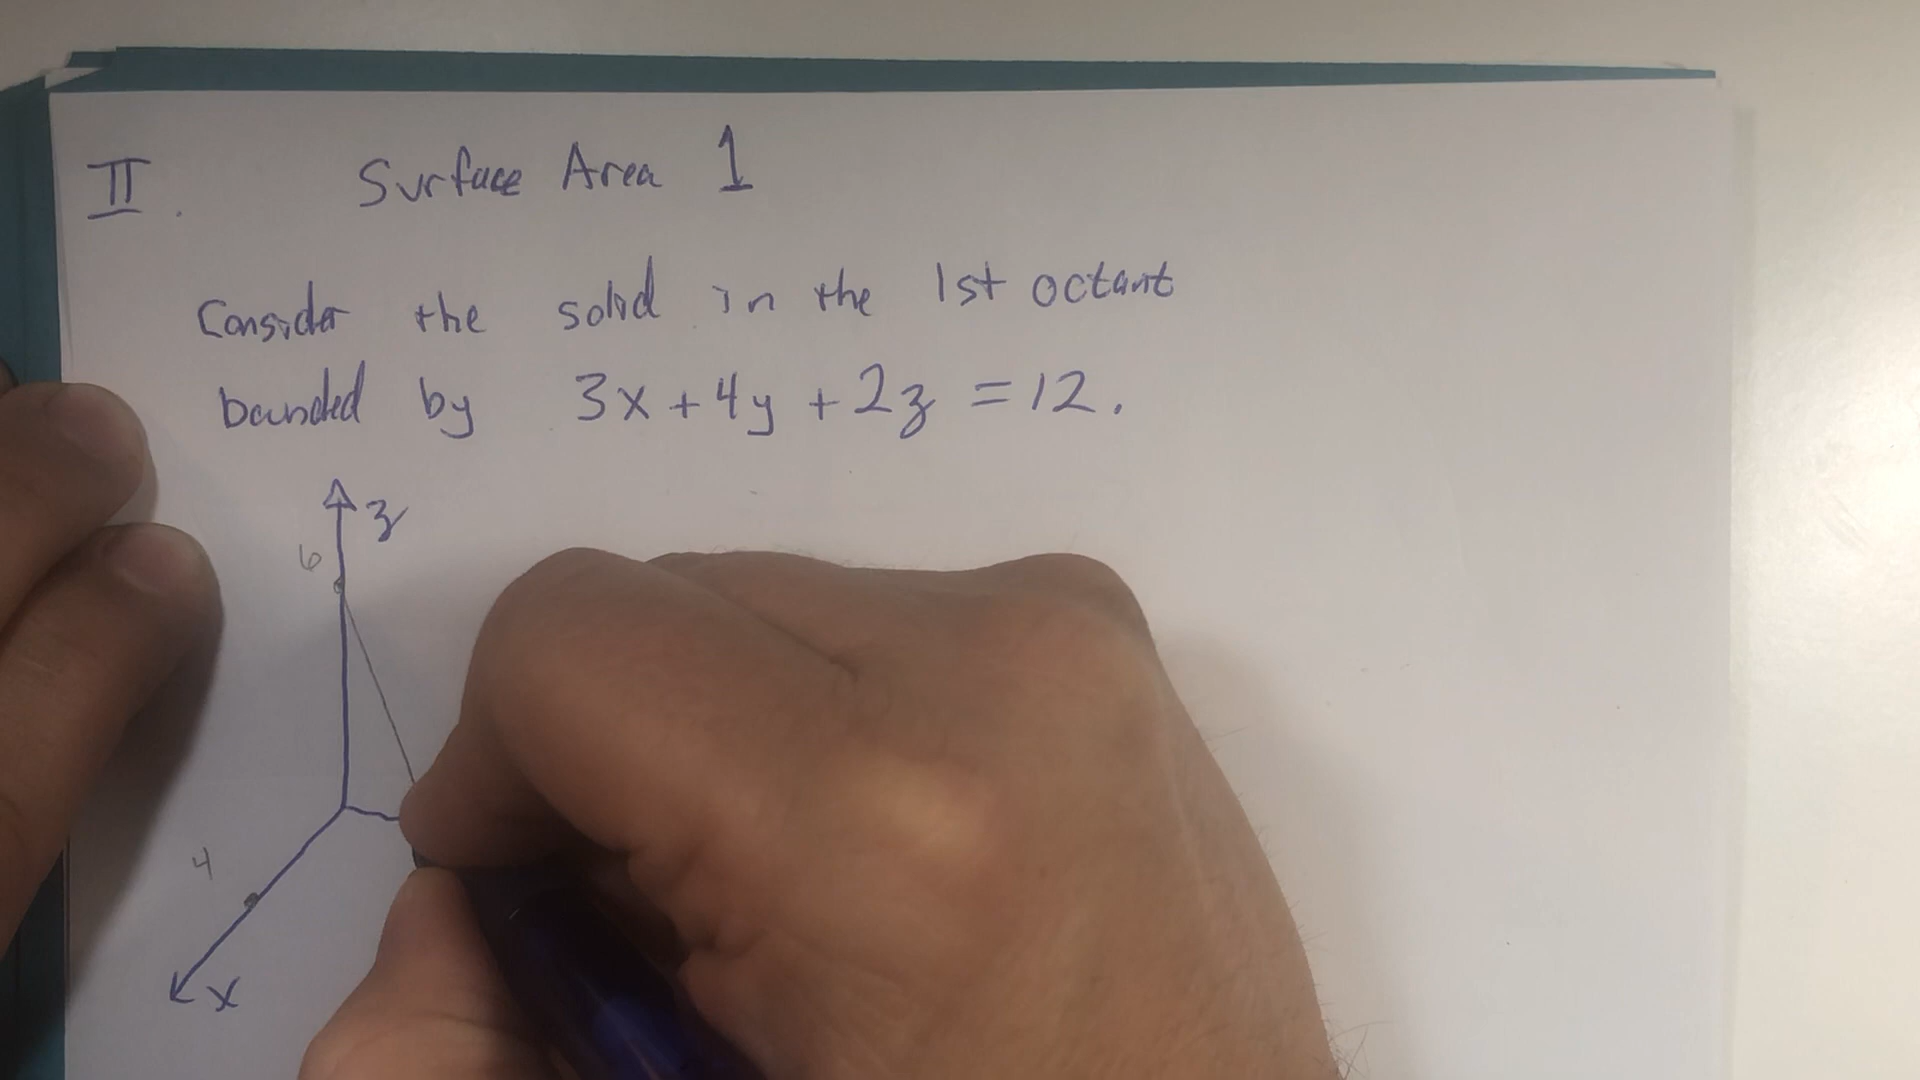 II. Surface Area 1
Consider the solid in the 1st octant
bounded by 3x + 4y + 2z = 12.
z
6
4
x